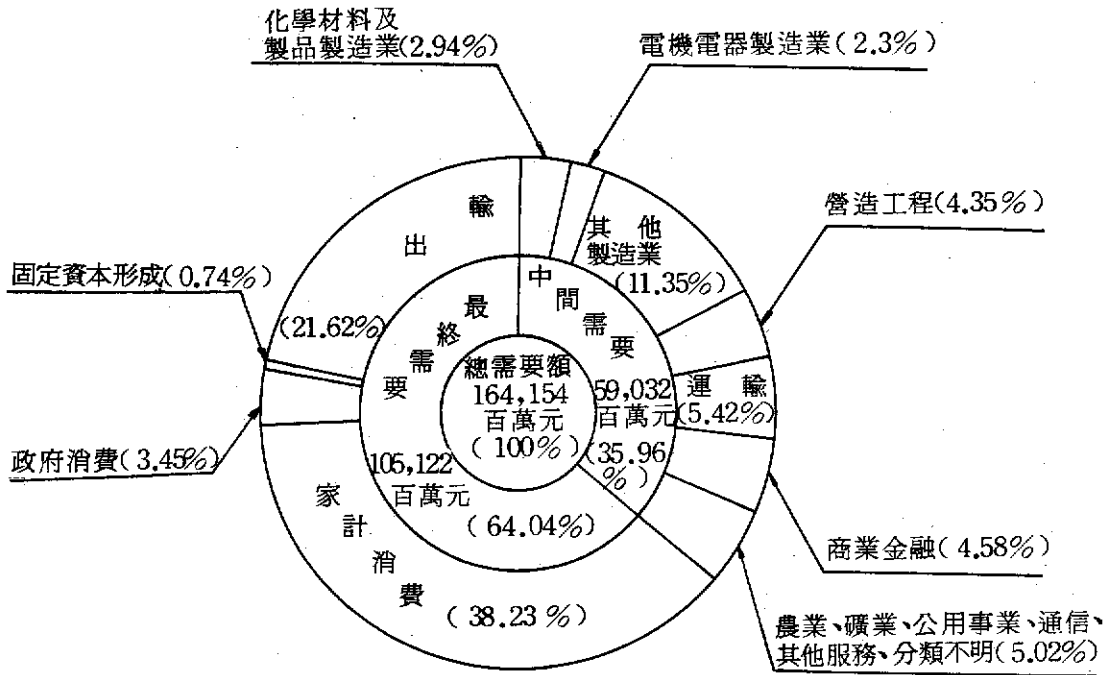 化學材料及
製品製造業(2.94%)
電機電器製造業(2.3%)
輸出
(21.62%)
其他
製造業
(11.35%)
營造工程(4.35%)
固定資本形成(0.74%)
最終需要
中間需要
總需要額
164,154
百萬元
(100%)
59,032
百萬元
(35.96
%)
運輸
(5.42%)
政府消費(3.45%)
105,122
百萬元
(64.04%)
家計消費
(38.23%)
商業金融(4.58%)
農業、礦業、公用事業、通信、
其他服務、分類不明(5.02%)